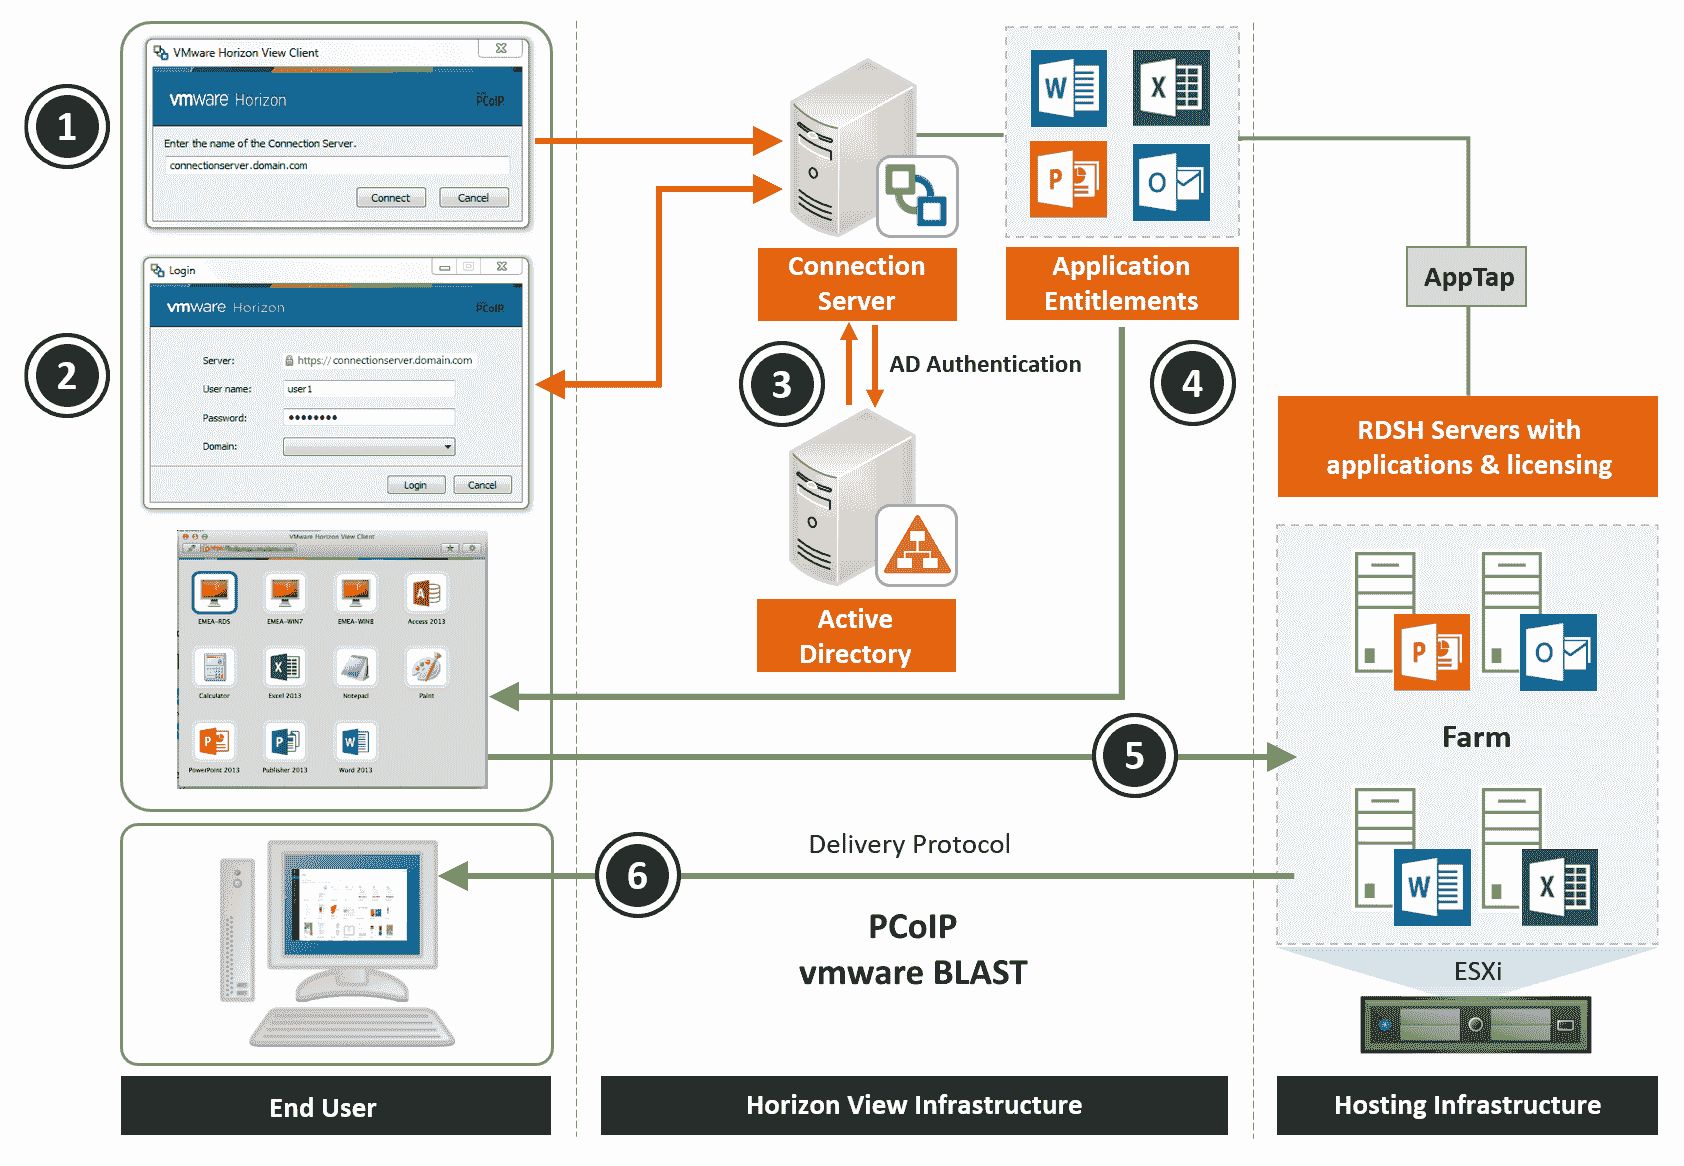 1
VMware Horizon View Client
vmware Horizon
PCoIP
Enter the name of the Connection Server.
connectionserver.domain.com
Connect
Cancel
2
Login
vmware Horizon
PCoIP
Server:
https://connectionserver.domain.com
User name:
user1
Password:
Domain:
Login
Cancel
VMware Horizon View Client
EMEA-RDS
EMEA-WIN7
EMEA-WIN8
Access 2013
Calculator
Excel 2013
Notepad
Paint
PowerPoint 2013
Publisher 2013
Word 2013
Connection
Server
W
X
P
O
Application
Entitlements
3
AD Authentication
4
Active
Directory
AppTap
RDSH Servers with
applications & licensing
P
O
Farm
W
X
ESXi
5
Delivery Protocol
6
PCoIP
vmware BLAST
End User
Horizon View Infrastructure
Hosting Infrastructure